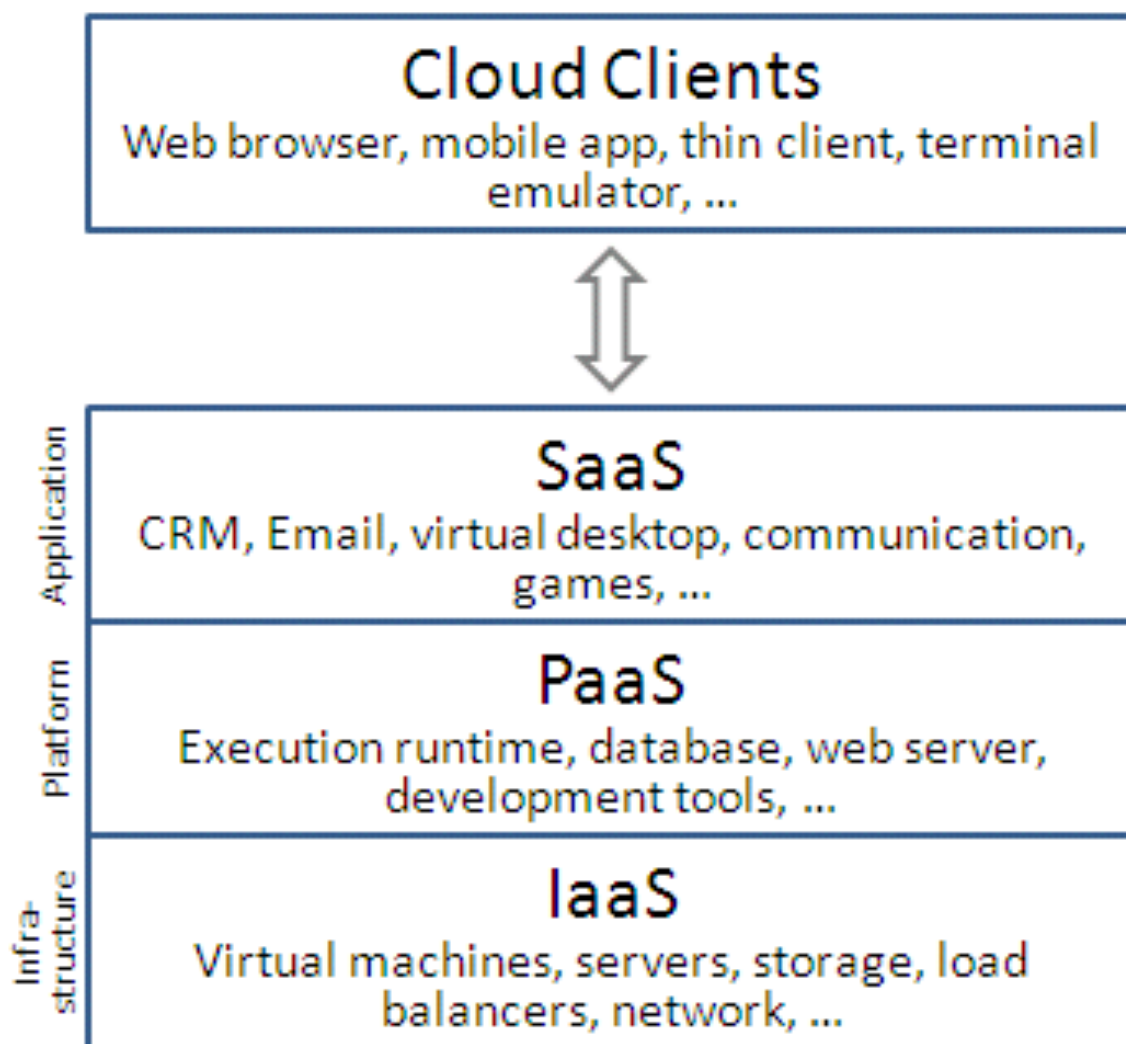 Cloud Clients
Web browser, mobile app, thin client, terminal
emulator, ...
Application
SaaS
CRM, Email, virtual desktop, communication,
games, ...
Platform
PaaS
Execution runtime, database, web server,
development tools, ...
Infra-
structure
IaaS
Virtual machines, servers, storage, load
balancers, network, ...